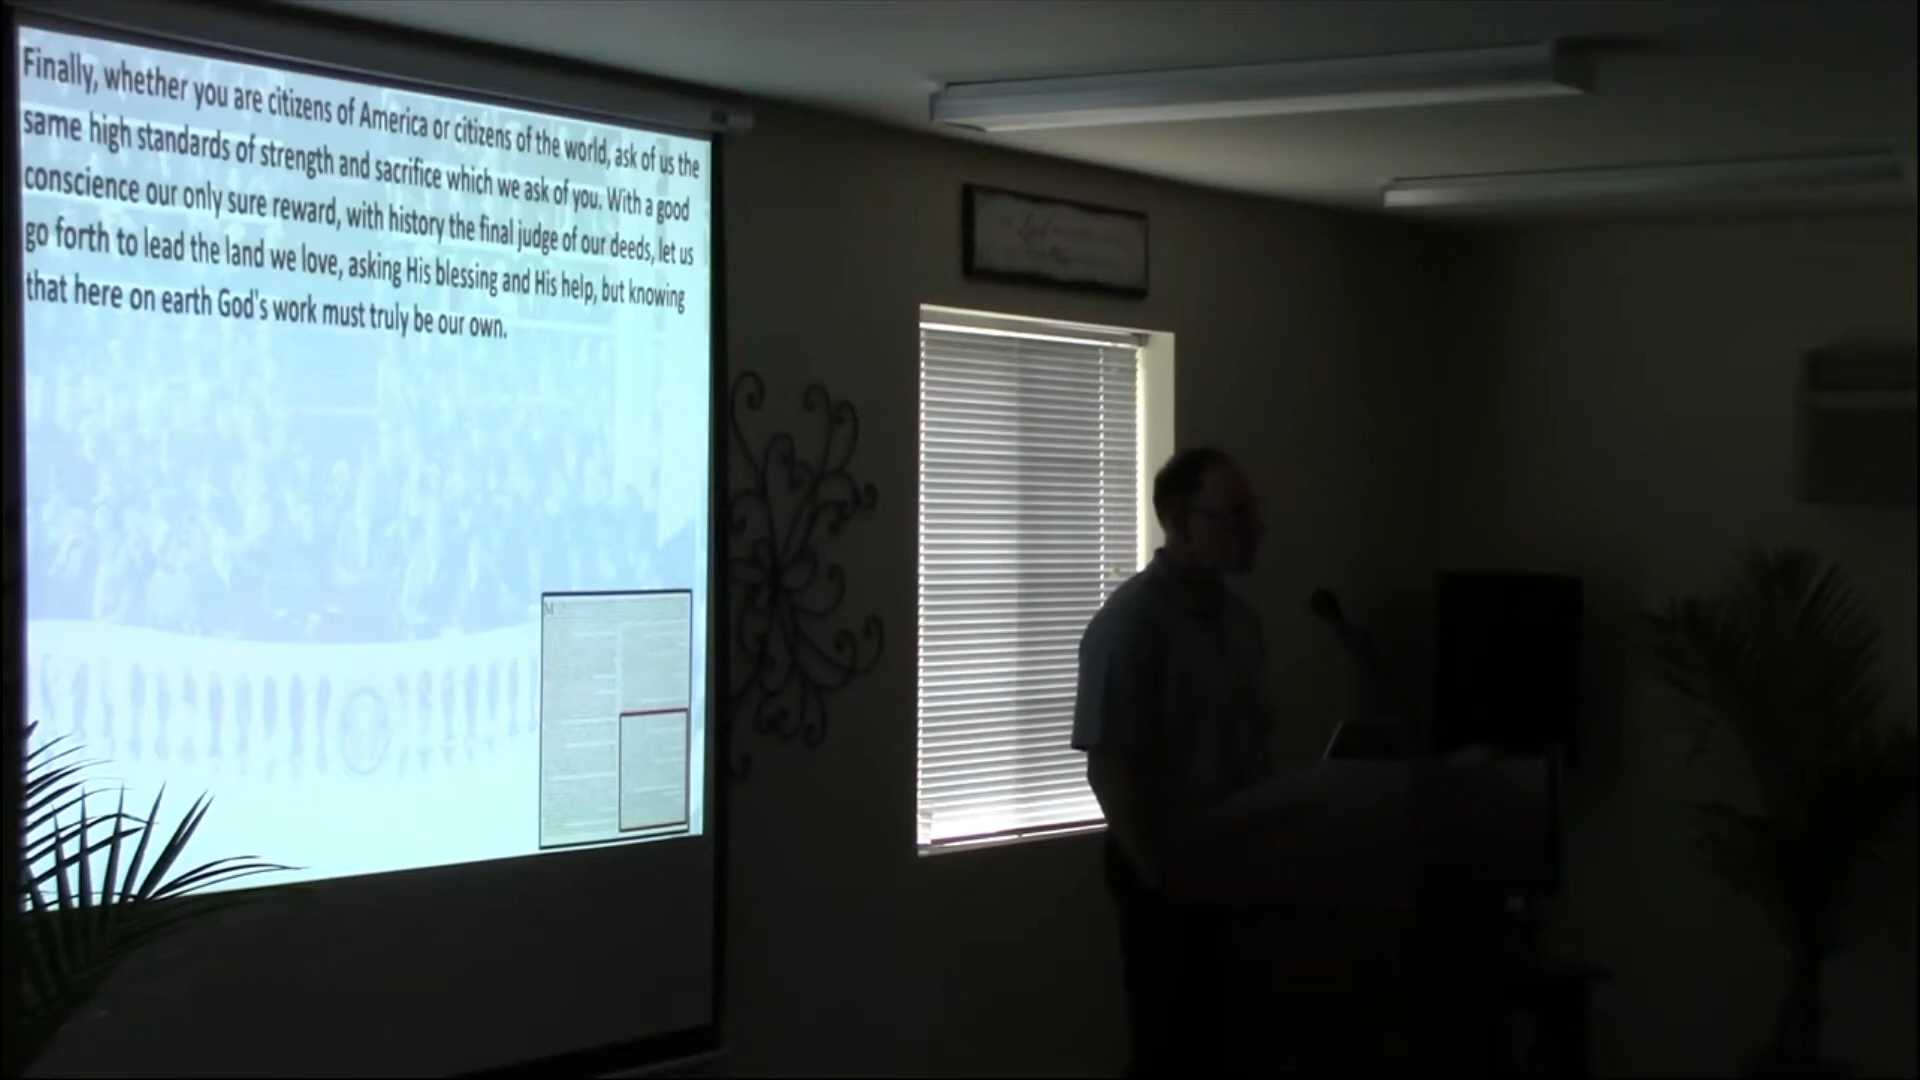 Finally, whether you are citizens of America or citizens of the world, ask of us the
same high standards of strength and sacrifice which we ask of you. With a good
conscience our only sure reward, with history the final judge of our deeds, let us
go forth to lead the land we love, asking His blessing and His help, but knowing
that here on earth God's work must truly be our own.
M